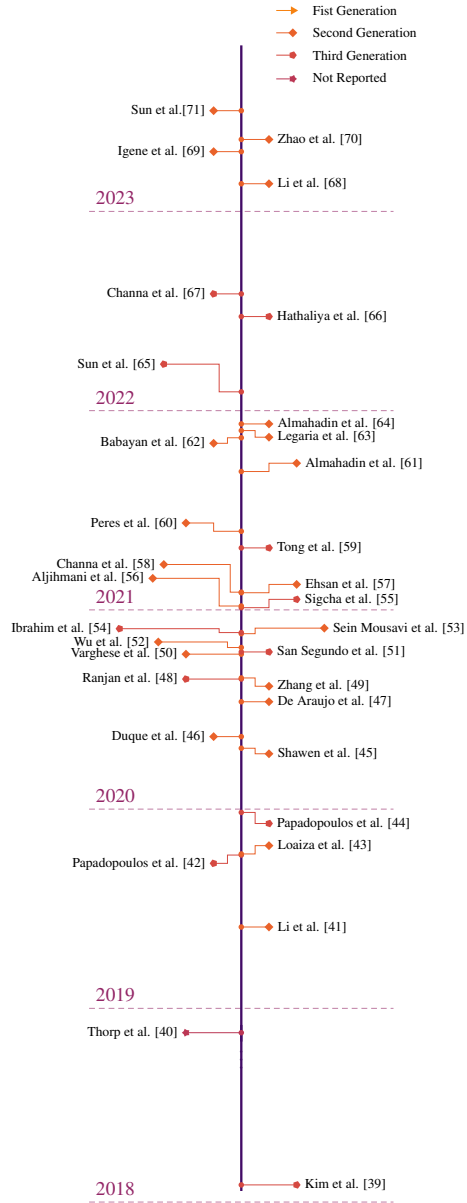 Fist Generation
Second Generation
Third Generation
Not Reported
Sun et al.[71]
Zhao et al. [70]
Igene et al. [69]
Li et al. [68]
2023
Channa et al. [67]
Hathaliya et al. [66]
Sun et al. [65]
2022
Almahadin et al. [64]
Legaria et al. [63]
Babayan et al. [62]
Almahadin et al. [61]
Peres et al. [60]
Tong et al. [59]
Channa et al. [58]
Aljihmani et al. [56]
Ehsan et al. [57]
Sigcha et al. [55]
2021
Ibrahim et al. [54]
Sein Mousavi et al. [53]
Wu et al. [52]
Varghese et al. [50]
San Segundo et al. [51]
Ranjan et al. [48]
Zhang et al. [49]
De Araujo et al. [47]
Duque et al. [46]
Shawen et al. [45]
2020
Papadopoulos et al. [44]
Loaiza et al. [43]
Papadopoulos et al. [42]
Li et al. [41]
2019
Thorp et al. [40]
Kim et al. [39]
2018